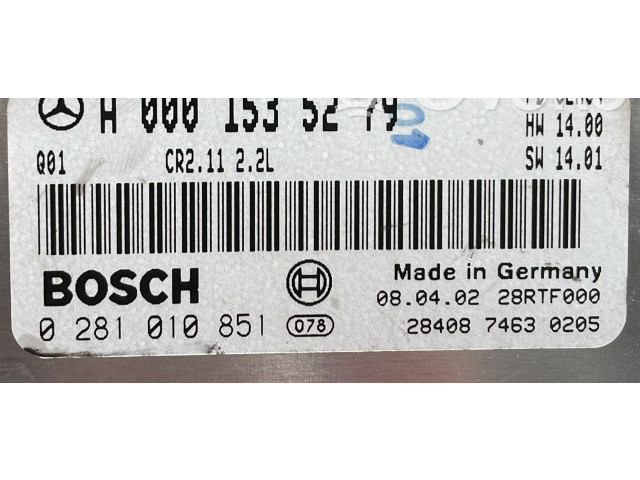 A 000 153 52 79
HW 14.00
Q01 CR2.11 2.2L SW 14.01
BOSCH Made in Germany
08.04.02 28RTF000
0 281 010 851 078 28408 7463 0205